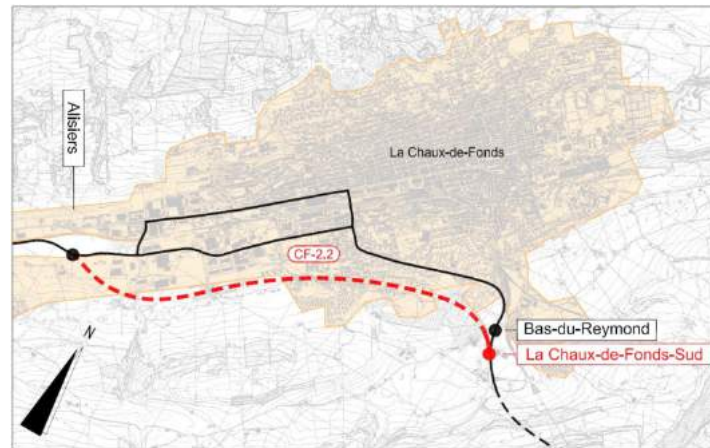 Alisiers
La Chaux-de-Fonds
CF-2.2
Bas-du-Reymond
La Chaux-de-Fonds-Sud
N